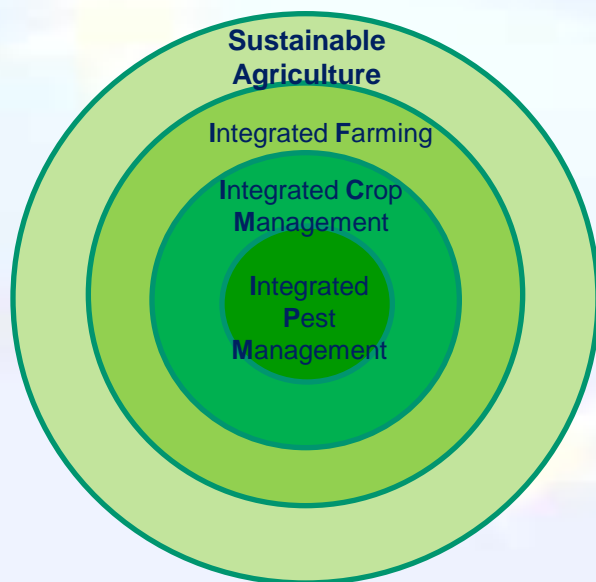 Sustainable
Agriculture
Integrated Farming
Integrated Crop
Management
Integrated
Pest
Management